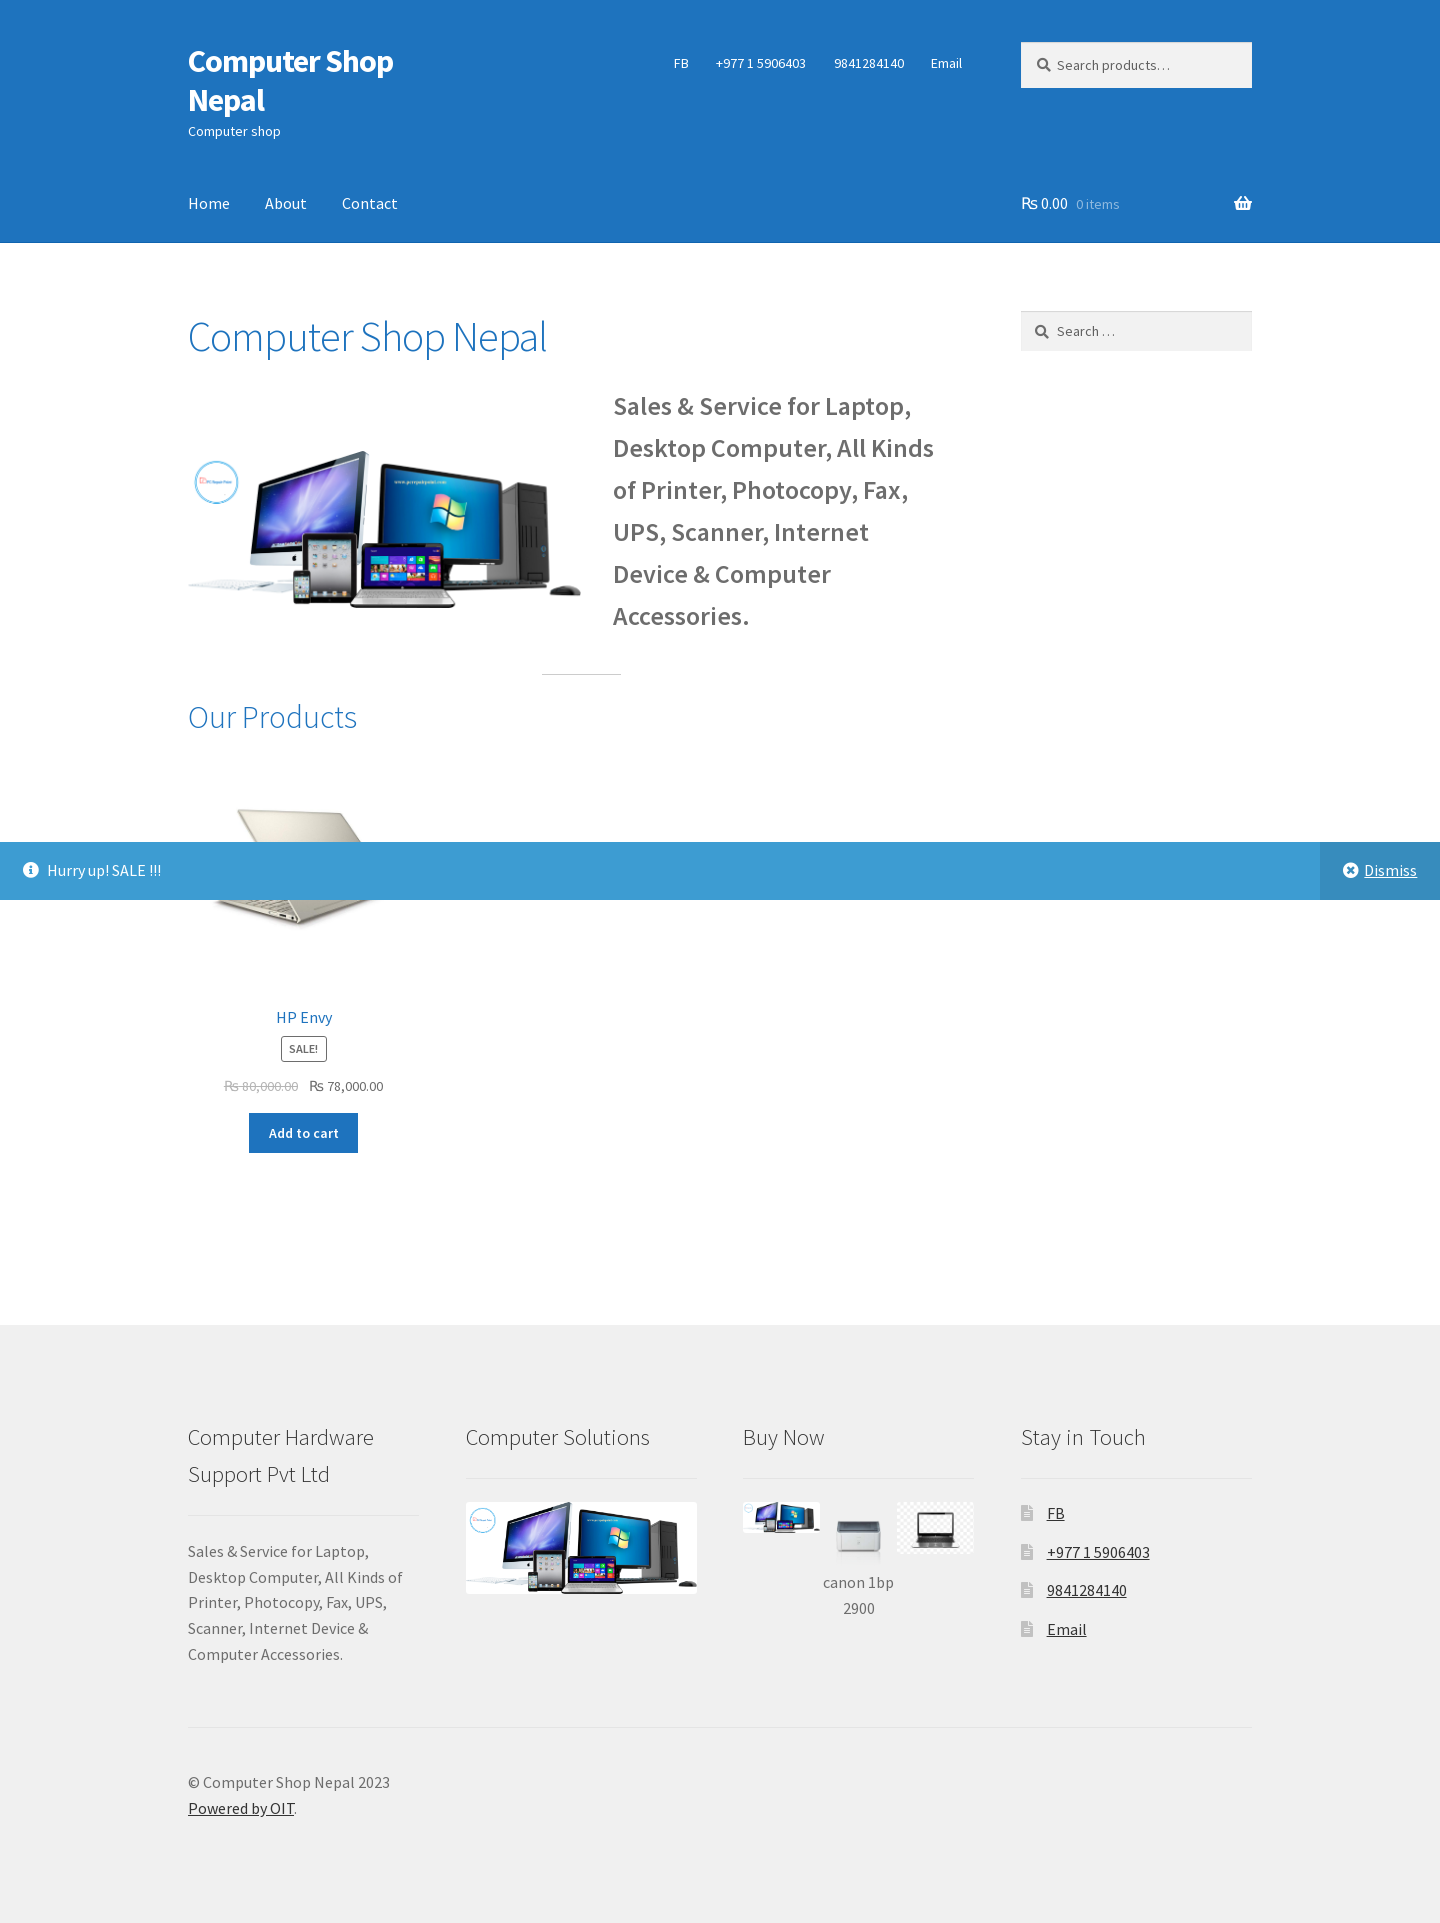 Computer Shop
Nepal
Computer shop
FB
+977 1 5906403
9841284140
Email
Search products…
Home
About
Contact
₨ 0.00 0 items
Computer Shop Nepal
Search …
www.pcrepairpoint.com
Sales & Service for Laptop,
Desktop Computer, All Kinds
of Printer, Photocopy, Fax,
UPS, Scanner, Internet
Device & Computer
Accessories.
Our Products
Hurry up! SALE !!!
Dismiss
HP Envy
SALE!
₨ 80,000.00 ₨ 78,000.00
Add to cart
Computer Hardware
Support Pvt Ltd
Sales & Service for Laptop,
Desktop Computer, All Kinds of
Printer, Photocopy, Fax, UPS,
Scanner, Internet Device &
Computer Accessories.
Computer Solutions
Buy Now
canon 1bp
2900
Stay in Touch
FB
+977 1 5906403
9841284140
Email
© Computer Shop Nepal 2023
Powered by OIT.